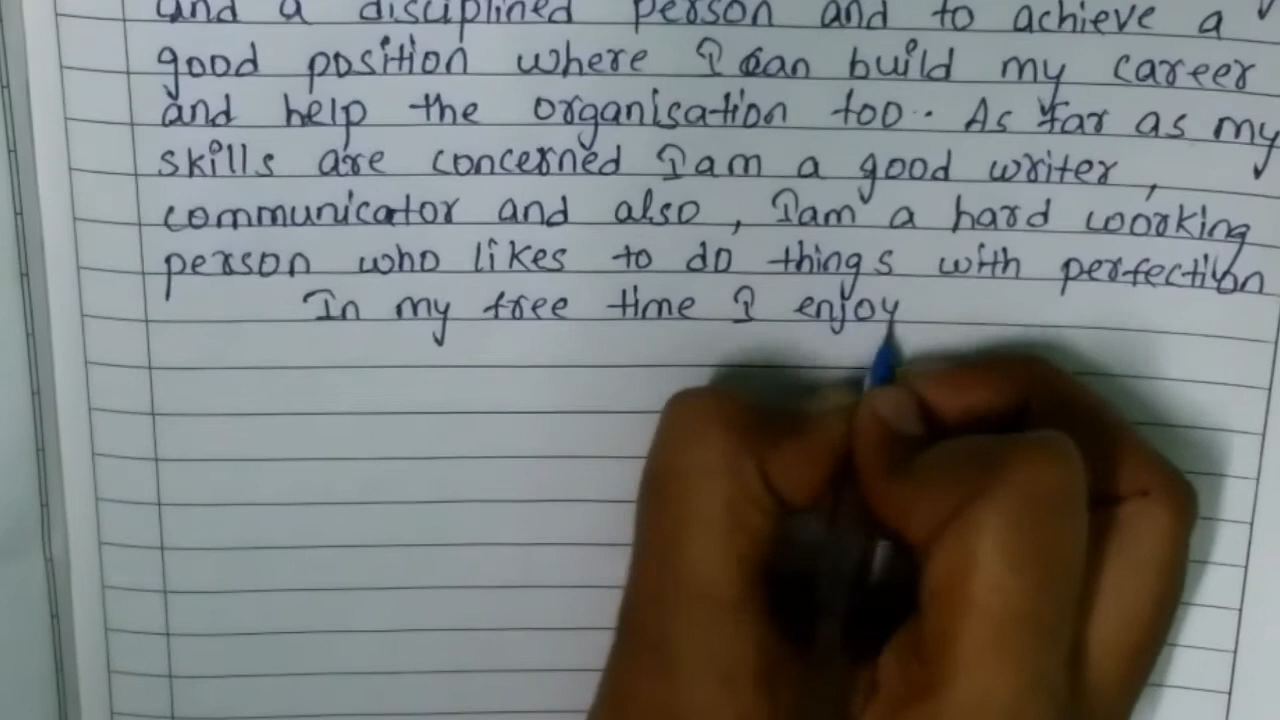 and a disciplined person and to achieve a
good position where I can build my career
and help the organisation too.. As far as my
skills are concerned I am a good writer,
communicator and also, I am a hard woorking
person who likes to do things with perfection
In my free time I enjoy